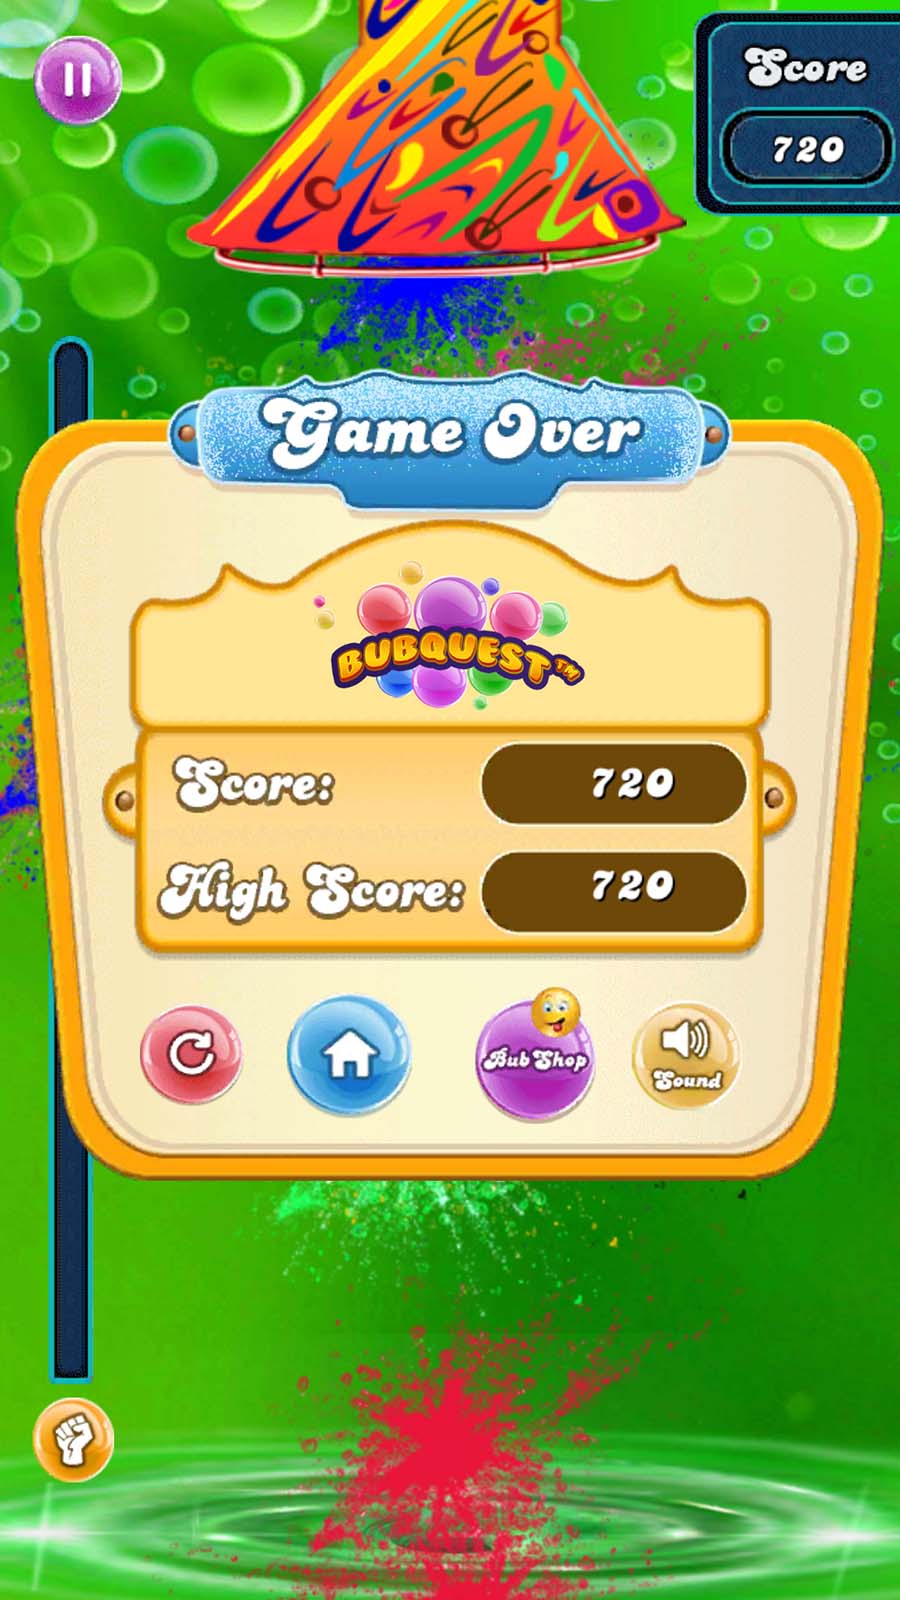 Score
720
Game Over
BUBQUEST™
Score: 720
High Score: 720
Bub Shop
Sound